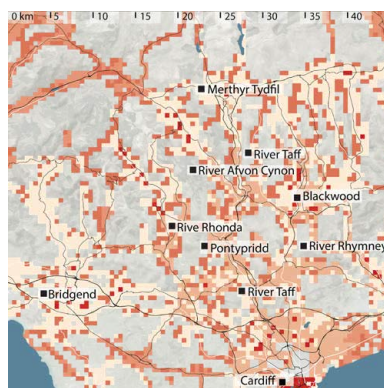 0 km 5 10 15 20 25 30 35 40
Merthyr Tydfil
River Taff
River Afvon Cynon
Blackwood
Rive Rhonda
Pontypridd
River Rhymney
Bridgend
River Taff
Cardiff